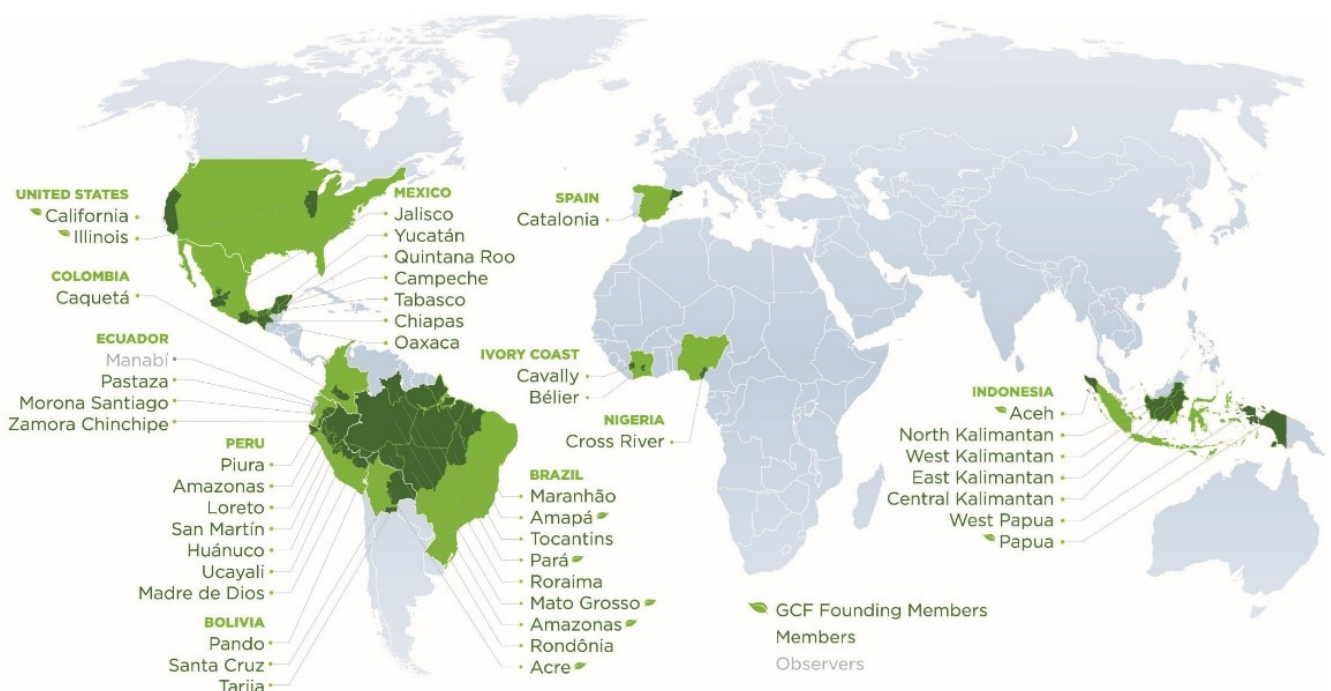 UNITED STATES
California
Illinois
COLOMBIA
Caquetá
ECUADOR
Manabí
Pastaza
Morona Santiago
Zamora Chinchipe
PERU
Piura
Amazonas
Loreto
San Martín
Huánuco
Ucayali
Madre de Dios
BOLIVIA
Pando
Santa Cruz
Tarija
MEXICO
Jalisco
Yucatán
Quintana Roo
Campeche
Tabasco
Chiapas
Oaxaca
BRAZIL
Maranhão
Amapá
Tocantins
Pará
Roraima
Mato Grosso
Amazonas
Rondônia
Acre
SPAIN
Catalonia
IVORY COAST
Cavally
Bélier
NIGERIA
Cross River
INDONESIA
Aceh
North Kalimantan
West Kalimantan
East Kalimantan
Central Kalimantan
West Papua
Papua
GCF Founding Members
Members
Observers